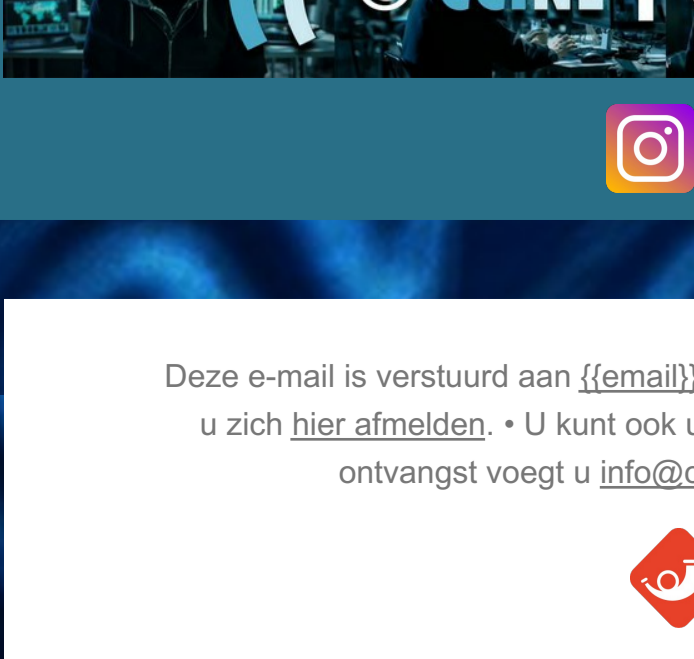 Deze e-mail is verstuurd aan {{email}}
u zich hier afmelden. • U kunt ook u
ontvangst voegt u info@